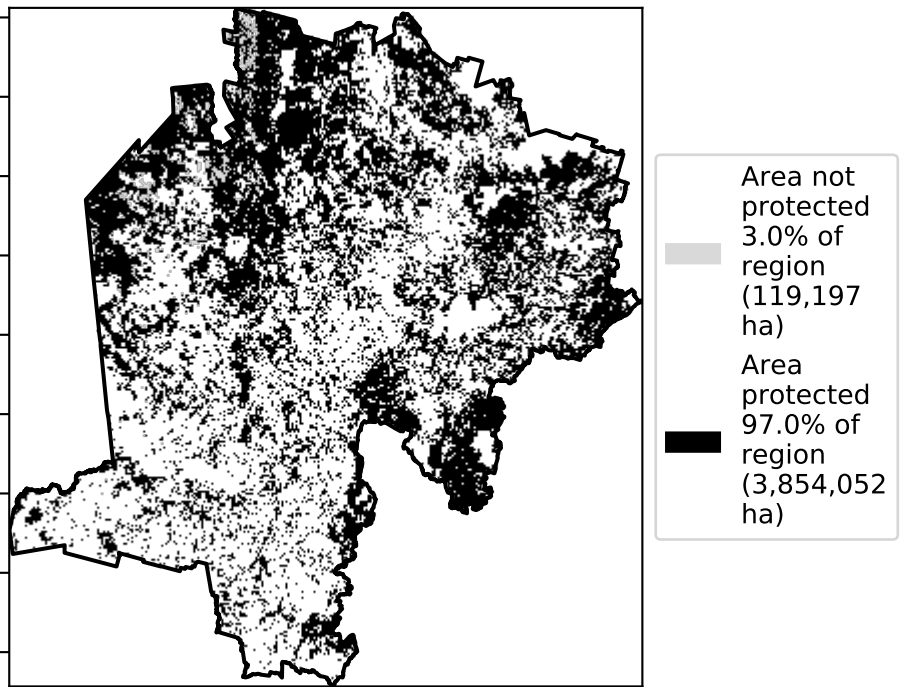 Area not
protected
3.0% of
region
(119,197
ha)
Area
protected
97.0% of
region
(3,854,052
ha)